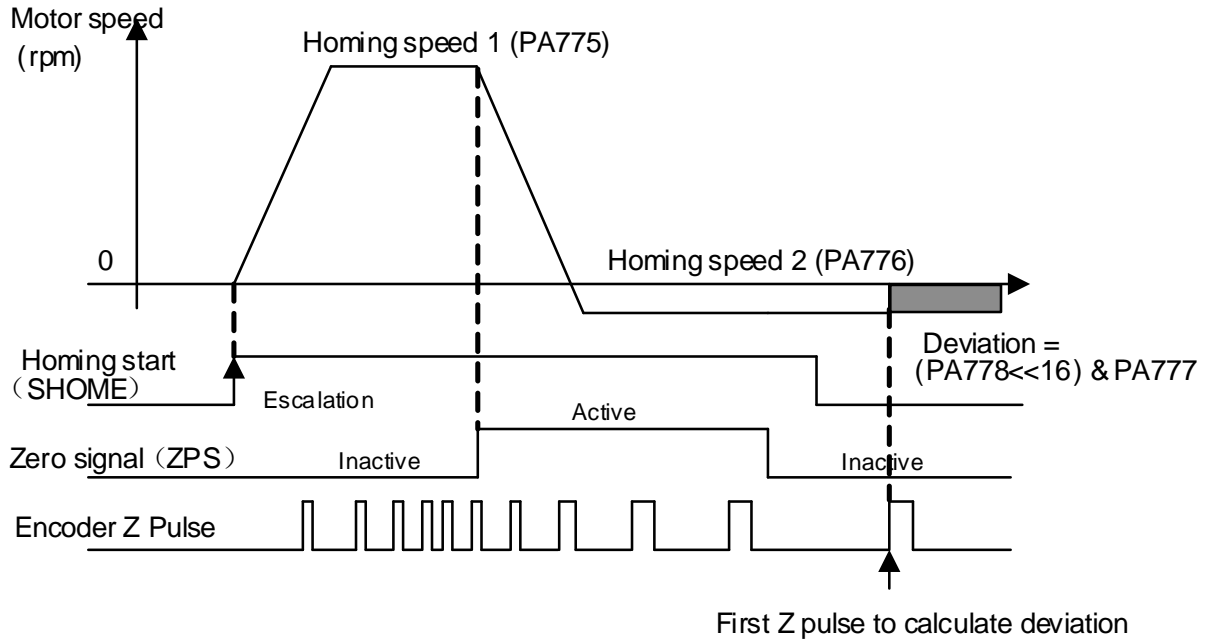 Motor speed
(rpm)
Homing speed 1 (PA775)
0
Homing speed 2 (PA776)
Deviation =
(PA778<<16) & PA777
Homing start
（SHOME）
Escalation
Active
Zero signal（ZPS）
Inactive
Inactive
Encoder Z Pulse
First Z pulse to calculate deviation